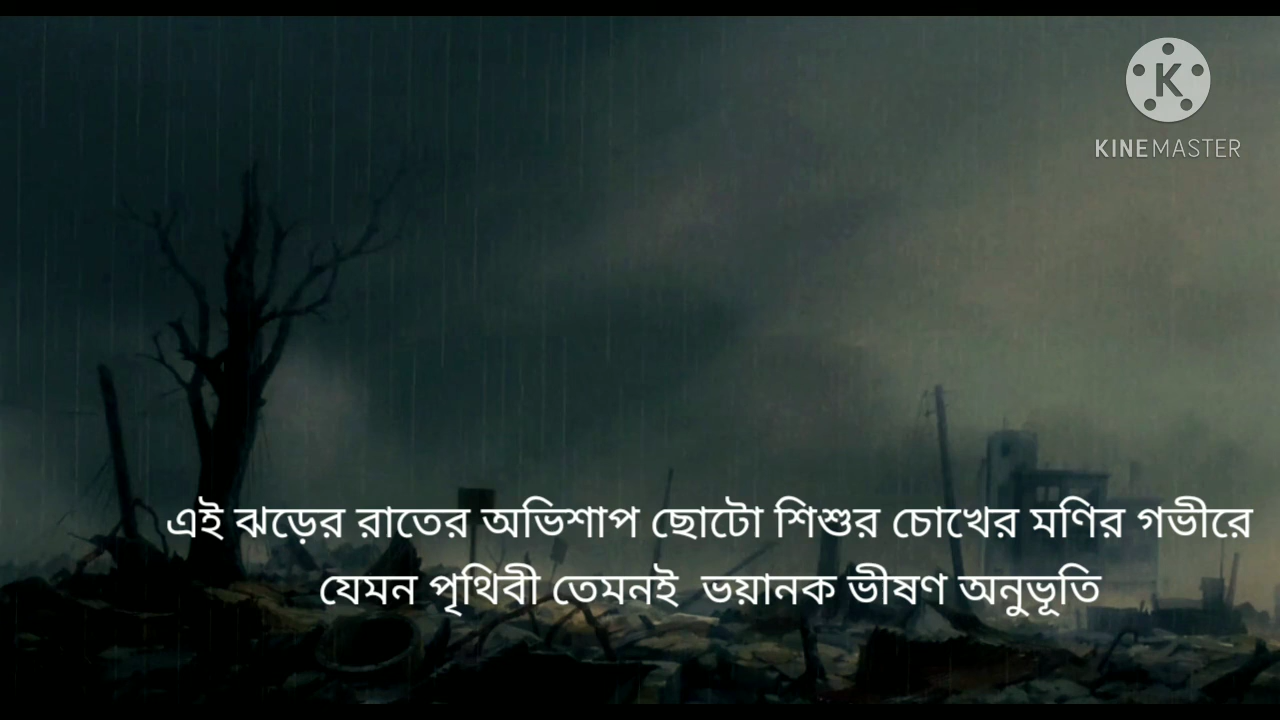 KINEMASTER
এই ঝড়ের রাতের অভিশাপ ছোটো শিশুর চোখের মণির গভীরে
যেমন পৃথিবী তেমনই ভয়ানক ভীষণ অনুভূতি